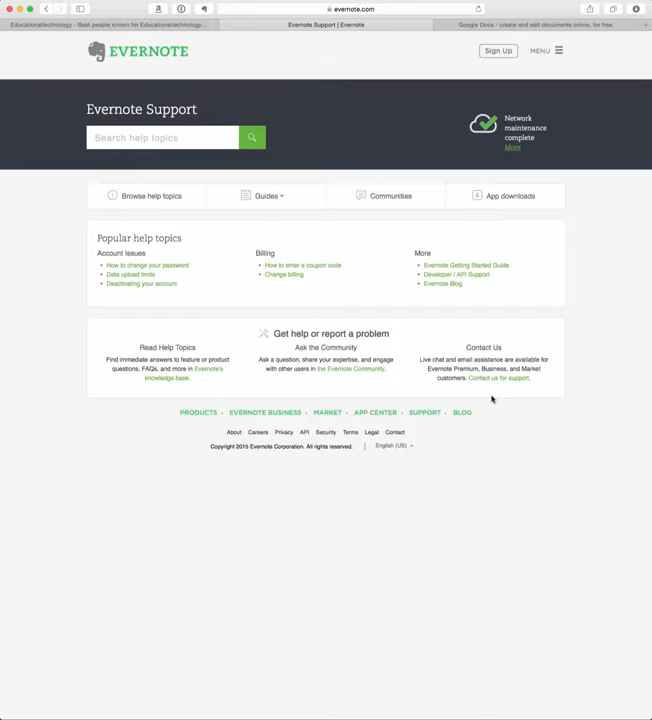 evernote.com
Educationaltechnology - Best people known for Educationaltechnology...
Evernote Support | Evernote
Google Docs - create and edit documents online, for free.
EVERNOTE
Sign Up
MENU
Evernote Support
Search help topics
Network
maintenance
complete
More
Browse help topics
Guides
Communities
App downloads
Popular help topics
Account Issues
• How to change your password
• Data upload limits
• Deactivating your account
Billing
• How to enter a coupon code
• Change billing
More
• Evernote Getting Started Guide
• Developer / API Support
• Evernote Blog
Get help or report a problem
Read Help Topics
Find immediate answers to feature or product
questions, FAQs, and more in Evernote's
knowledge base.
Ask the Community
Ask a question, share your expertise, and engage
with other users in the Evernote Community.
Contact Us
Live chat and email assistance are available for
Evernote Premium, Business, and Market
customers. Contact us for support.
PRODUCTS • EVERNOTE BUSINESS • MARKET • APP CENTER • SUPPORT • BLOG
About Careers Privacy API Security Terms Legal Contact
Copyright 2015 Evernote Corporation. All rights reserved. | English (US)